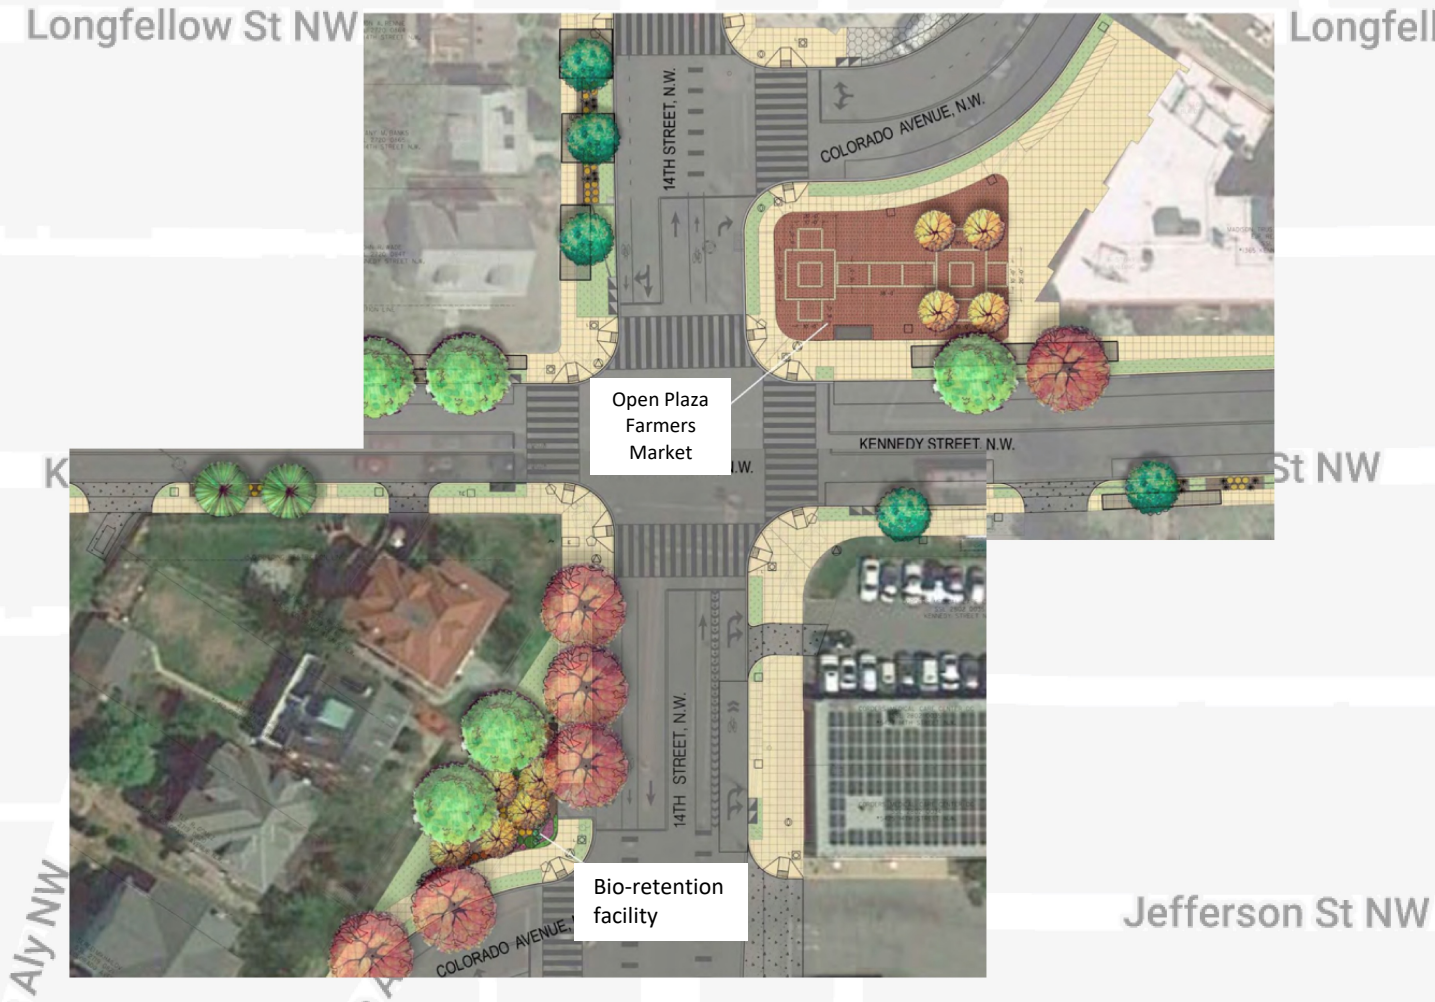 Longfellow St NW
Longfell
14TH STREET, N.W.
COLORADO AVENUE, N.W.
Open Plaza
Farmers
Market
KENNEDY STREET, N.W.
N.W.
K
St NW
14TH STREET, N.W.
Bio-retention
facility
COLORADO AVENUE,
Jefferson St NW
Aly NW